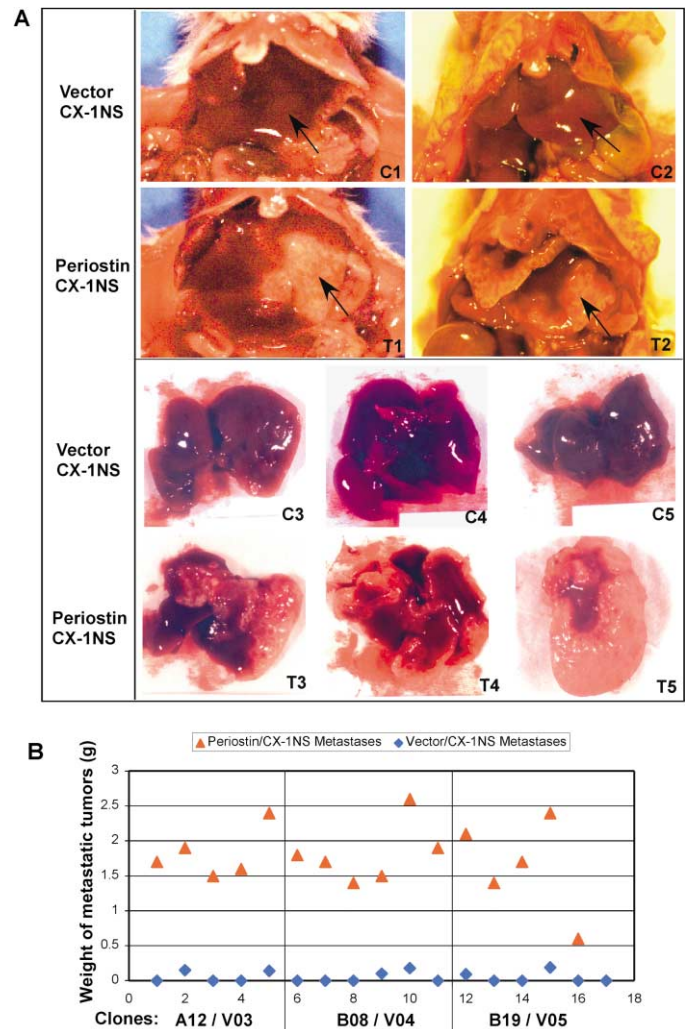 A
Vector
CX-1NS
C1
C2
Periostin
CX-1NS
T1
T2
Vector
CX-1NS
C3
C4
C5
Periostin
CX-1NS
T3
T4
T5
B
Periostin/CX-1NS Metastases
Vector/CX-1NS Metastases
Weight of metastatic tumors (g)
3
2.5
2
1.5
1
0.5
0
0 2 4 6 8 10 12 14 16 18
Clones: A12 / V03 B08 / V04 B19 / V05